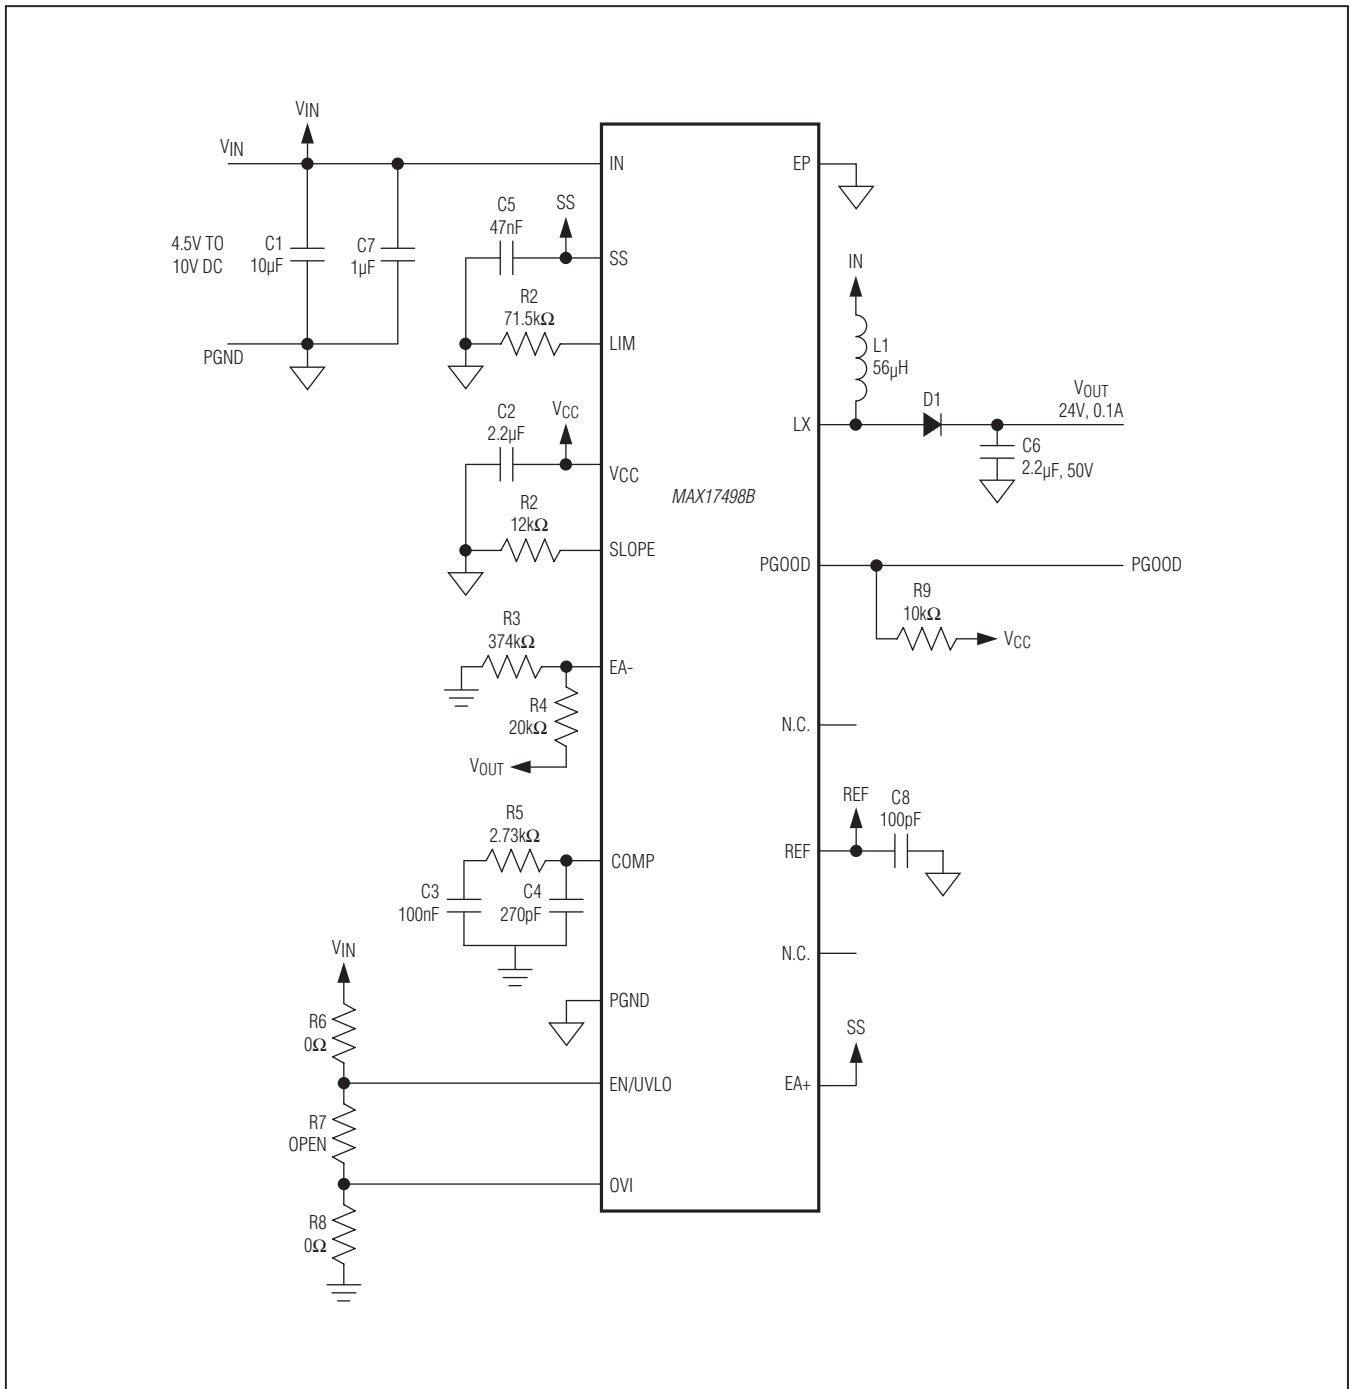 VIN
VIN
4.5V TO
10V DC
C1
10µF
C7
1µF
PGND
C5
47nF
SS
R2
71.5kΩ
C2
2.2µF
VCC
R2
12kΩ
R3
374kΩ
R4
20kΩ
VOUT
R5
2.73kΩ
C3
100nF
C4
270pF
VIN
R6
0Ω
R7
OPEN
R8
0Ω
IN
SS
LIM
VCC
SLOPE
EA-
COMP
PGND
EN/UVLO
OVI
MAX17498B
EP
LX
PGOOD
N.C.
REF
N.C.
EA+
IN
L1
56µH
D1
VOUT
24V, 0.1A
C6
2.2µF, 50V
PGOOD
R9
10kΩ
VCC
REF
C8
100pF
SS